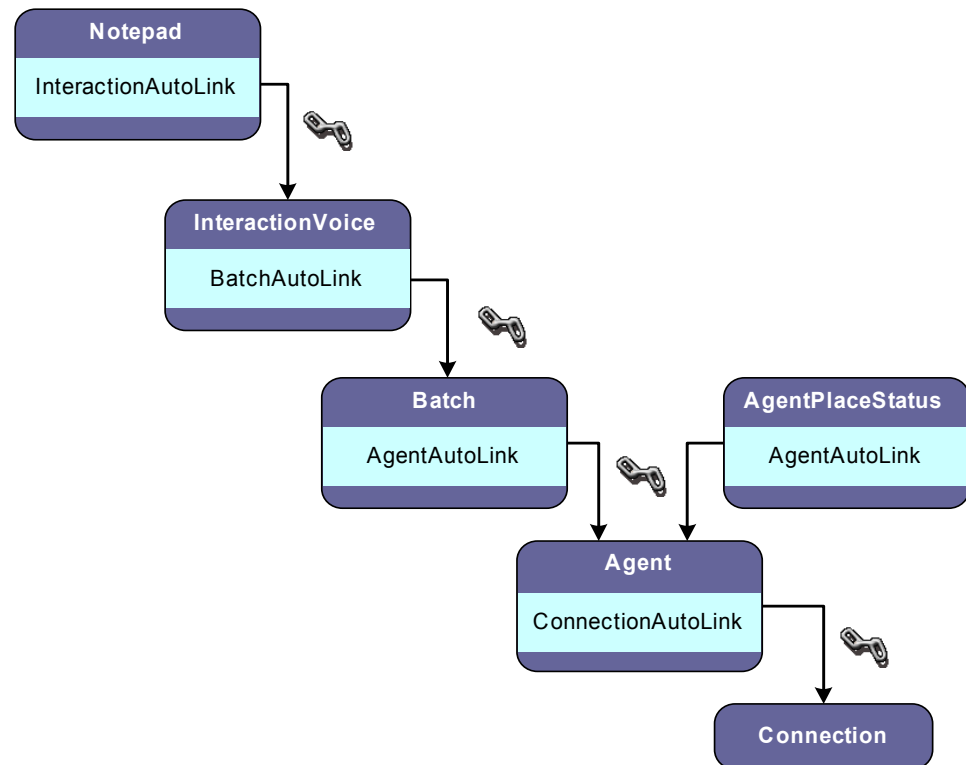 Notepad
InteractionAutoLink
InteractionVoice
BatchAutoLink
Batch
AgentAutoLink
AgentPlaceStatus
AgentAutoLink
Agent
ConnectionAutoLink
Connection